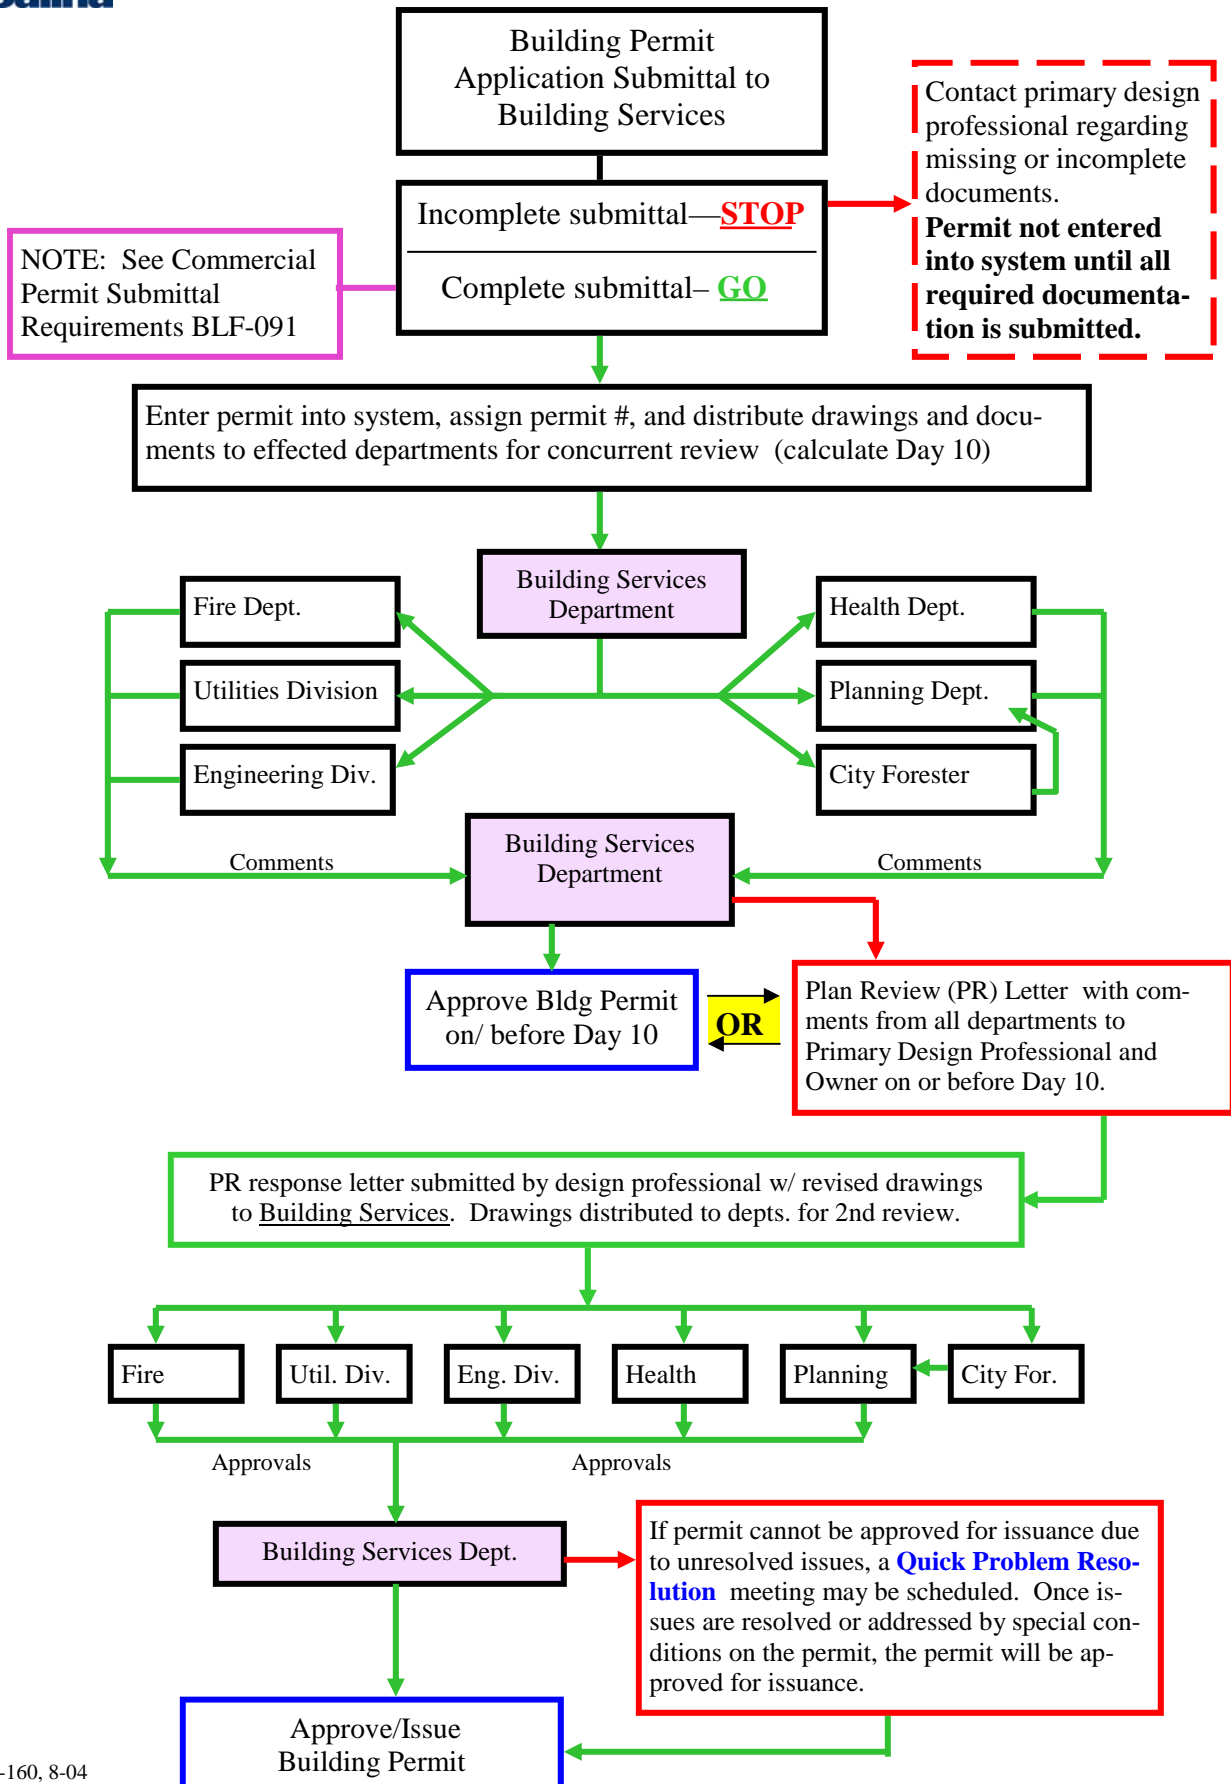 Building Permit
Application Submittal to
Building Services
Contact primary design
professional regarding
missing or incomplete
documents.
Permit not entered
into system until all
required documenta-
tion is submitted.
Incomplete submittal—STOP
Complete submittal– GO
NOTE:  See Commercial
Permit Submittal
Requirements BLF-091
Enter permit into system, assign permit #, and distribute drawings and docu-
ments to effected departments for concurrent review  (calculate Day 10)
Building Services
Department
Fire Dept.
Health Dept.
Utilities Division
Planning Dept.
Engineering Div.
City Forester
Building Services
Department
Comments
Comments
Approve Bldg Permit
on/ before Day 10
OR
Plan Review (PR) Letter  with com-
ments from all departments to
Primary Design Professional and
Owner on or before Day 10.
PR response letter submitted by design professional w/ revised drawings
to Building Services.  Drawings distributed to depts. for 2nd review.
Fire
Util. Div.
Eng. Div.
Health
Planning
City For.
Approvals
Approvals
Building Services Dept.
If permit cannot be approved for issuance due
to unresolved issues, a Quick Problem Reso-
lution  meeting may be scheduled.  Once is-
sues are resolved or addressed by special con-
ditions on the permit, the permit will be ap-
proved for issuance.
Approve/Issue
Building Permit
-160, 8-04